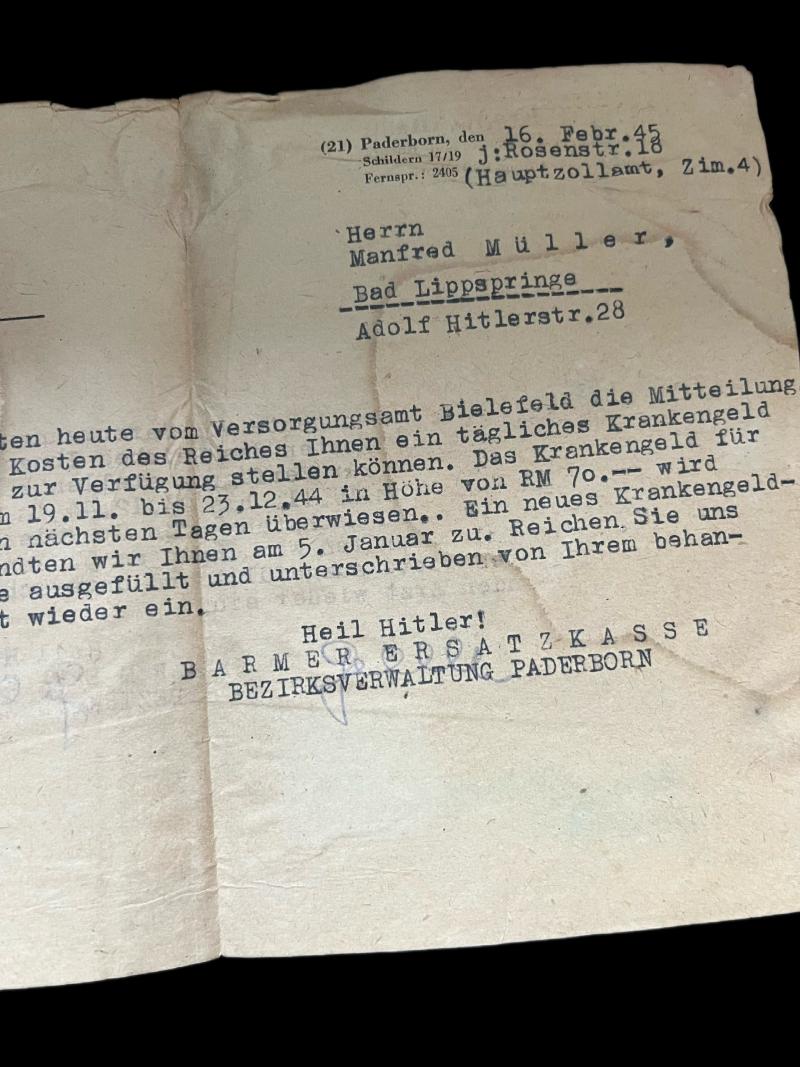 (21) Paderborn, den 16. Febr.45
Schildern 17/19 j:Rosenstr.18
Fernspr.: 2405 (Hauptzollamt, Zim.4)
Herrn
Manfred M ü l l e r,
Bad Lippspringe
Adolf Hitlerstr.28
ten heute vom Versorgungsamt Bielefeld die Mitteilung
Kosten des Reiches Ihnen ein tägliches Krankengeld
zur Verfügung stellen können. Das Krankengeld für
m 19.11. bis 23.12.44 in Höhe von RM 70.-- wird
n nächsten Tagen überwiesen.. Ein neues Krankengeld-
ndten wir Ihnen am 5. Januar zu. Reichen Sie uns
e ausgefüllt und unterschrieben von Ihrem behan-
t wieder ein.
Heil Hitler!
B A R M E R E R S A T Z K A S S E
BEZIRKSVERWALTUNG PADERBORN